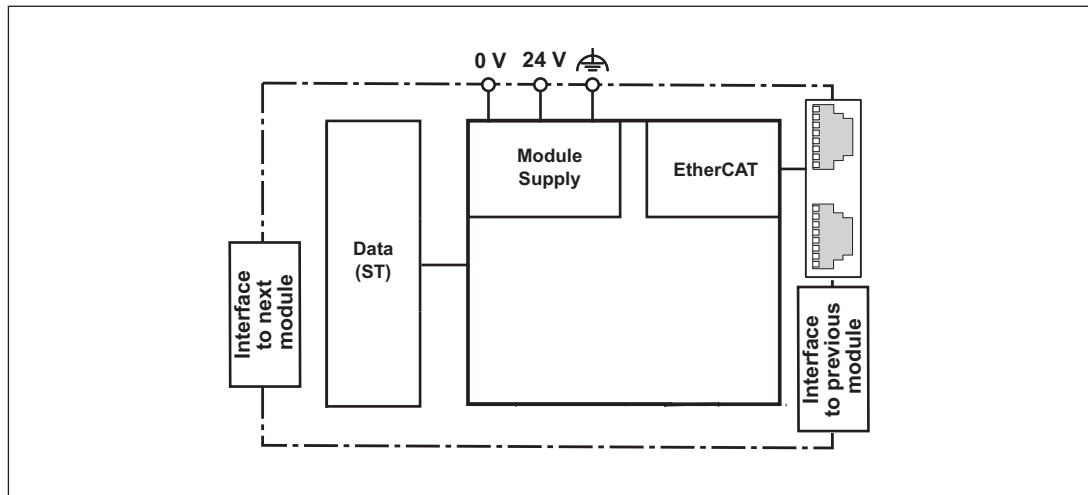 0 V 24 V
Module
Supply
EtherCAT
Data
(ST)
Interface
to next
module
Interface
to previous
module